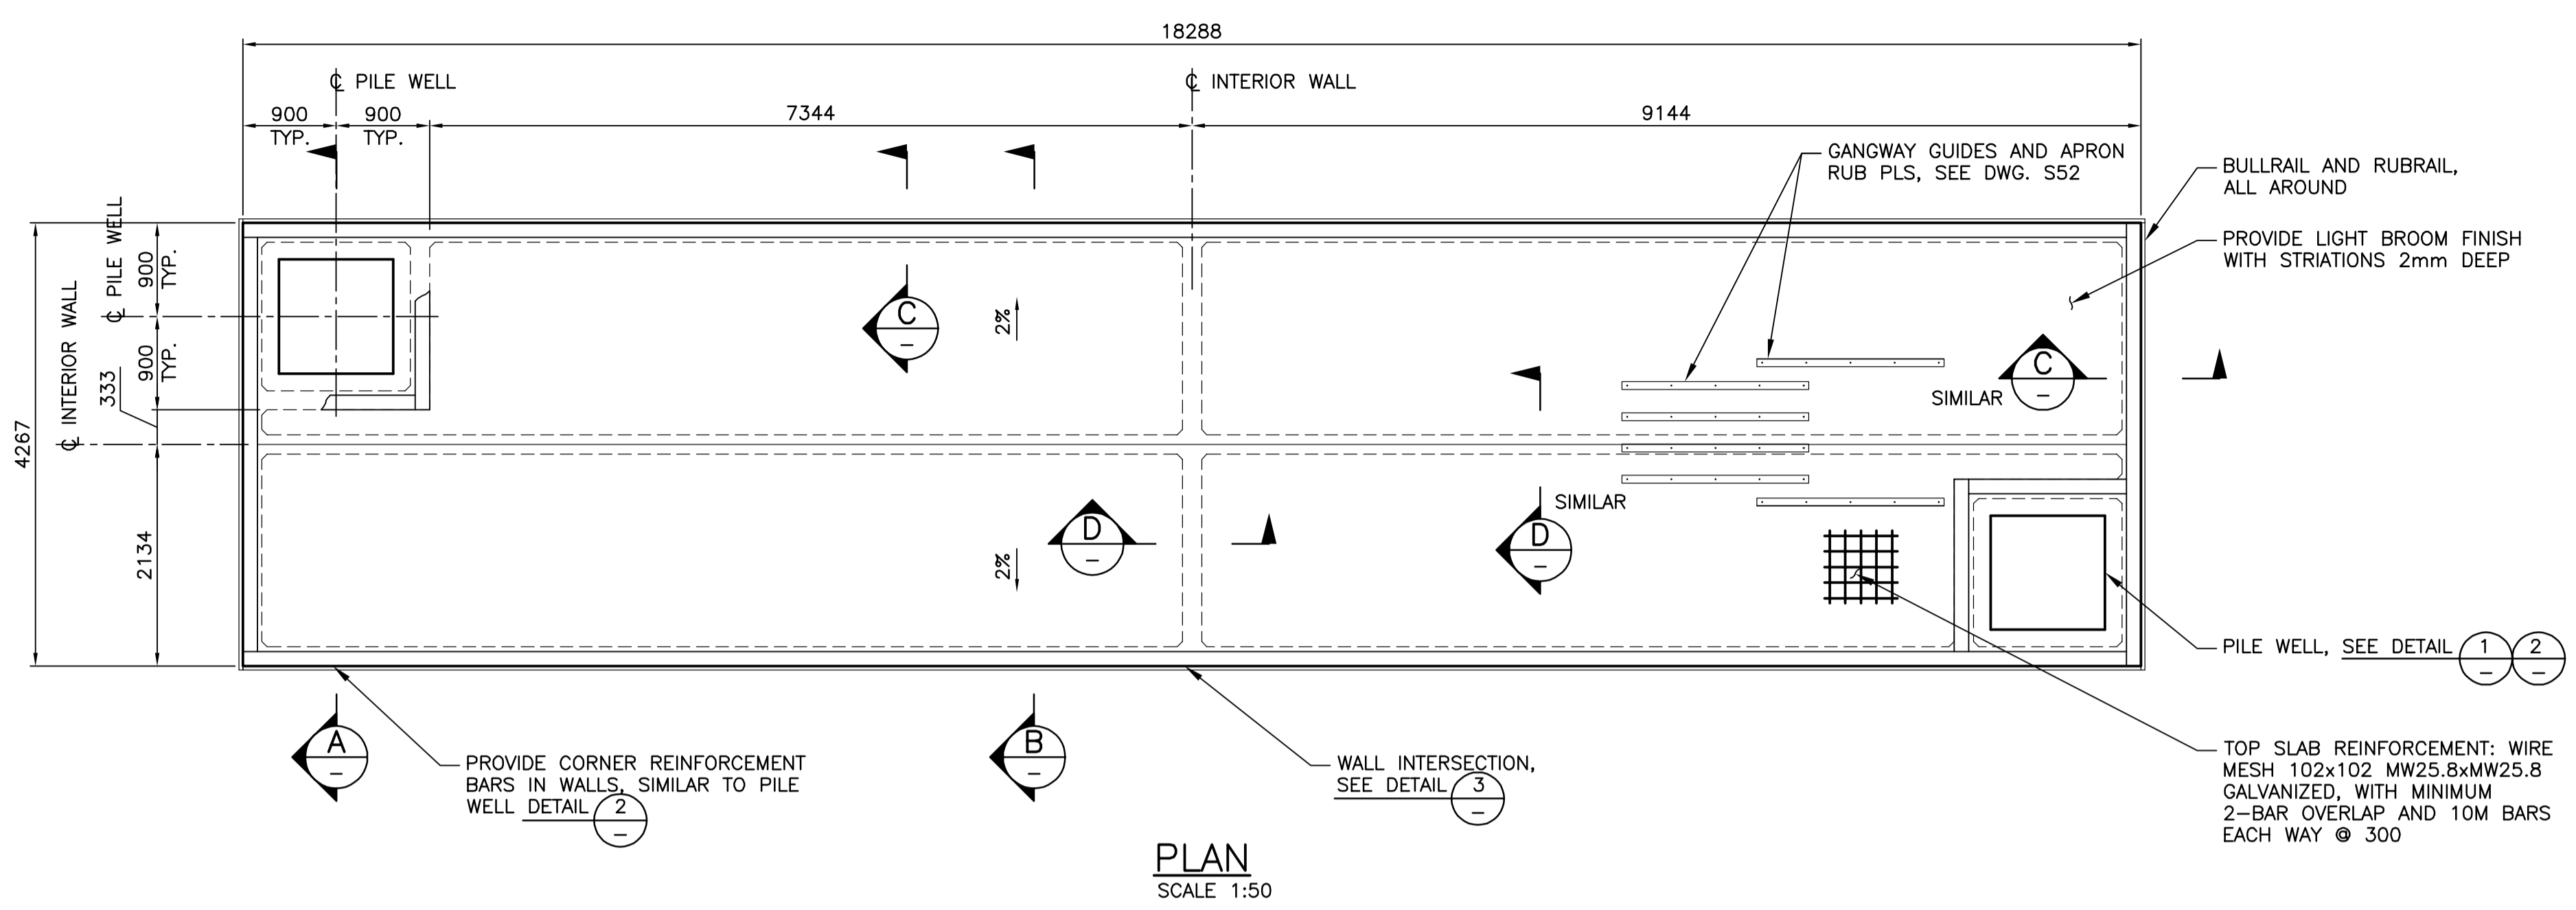 18288
℄ PILE WELL
℄ INTERIOR WALL
900
TYP.
900
TYP.
7344
9144
GANGWAY GUIDES AND APRON
RUB PLS, SEE DWG. S52
BULLRAIL AND RUBRAIL,
ALL AROUND
PROVIDE LIGHT BROOM FINISH
WITH STRIATIONS 2mm DEEP
℄ PILE WELL
900
TYP.
℄ INTERIOR WALL
900
TYP.
333
4267
2134
C
–
2%
C
–
SIMILAR
D
–
2%
SIMILAR
D
–
PILE WELL, SEE DETAIL 1 2
– –
A
–
B
–
PROVIDE CORNER REINFORCEMENT
BARS IN WALLS, SIMILAR TO PILE
WELL DETAIL 2
–
WALL INTERSECTION,
SEE DETAIL 3
–
TOP SLAB REINFORCEMENT: WIRE
MESH 102x102 MW25.8xMW25.8
GALVANIZED, WITH MINIMUM
2-BAR OVERLAP AND 10M BARS
EACH WAY @ 300
PLAN
SCALE 1:50